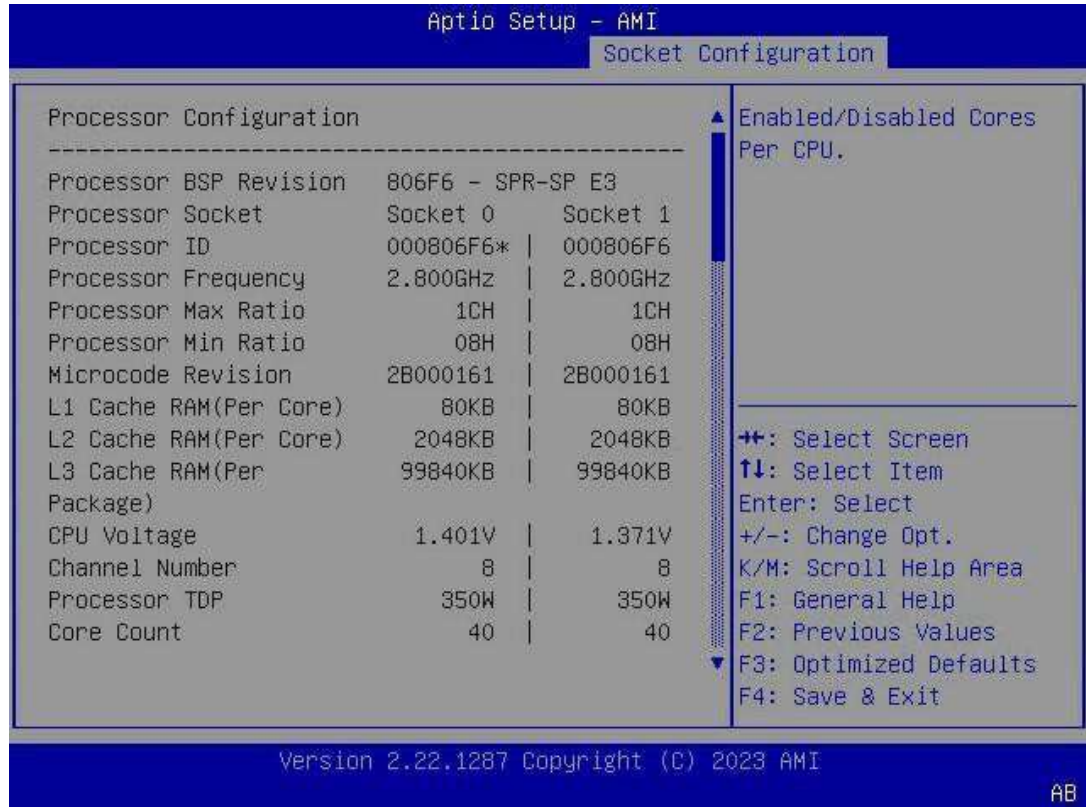 Aptio Setup - AMI
Socket Configuration
Processor Configuration
--------------------------------------------------
Processor BSP Revision 806F6 - SPR-SP E3
Processor Socket Socket 0 Socket 1
Processor ID 000806F6* | 000806F6
Processor Frequency 2.800GHz | 2.800GHz
Processor Max Ratio 1CH | 1CH
Processor Min Ratio 08H | 08H
Microcode Revision 2B000161 | 2B000161
L1 Cache RAM(Per Core) 80KB | 80KB
L2 Cache RAM(Per Core) 2048KB | 2048KB
L3 Cache RAM(Per 99840KB | 99840KB
Package)
CPU Voltage 1.401V | 1.371V
Channel Number 8 | 8
Processor TDP 350W | 350W
Core Count 40 | 40
Enabled/Disabled Cores
Per CPU.
→←: Select Screen
↑↓: Select Item
Enter: Select
+/-: Change Opt.
K/M: Scroll Help Area
F1: General Help
F2: Previous Values
F3: Optimized Defaults
F4: Save & Exit
Version 2.22.1287 Copyright (C) 2023 AMI
AB